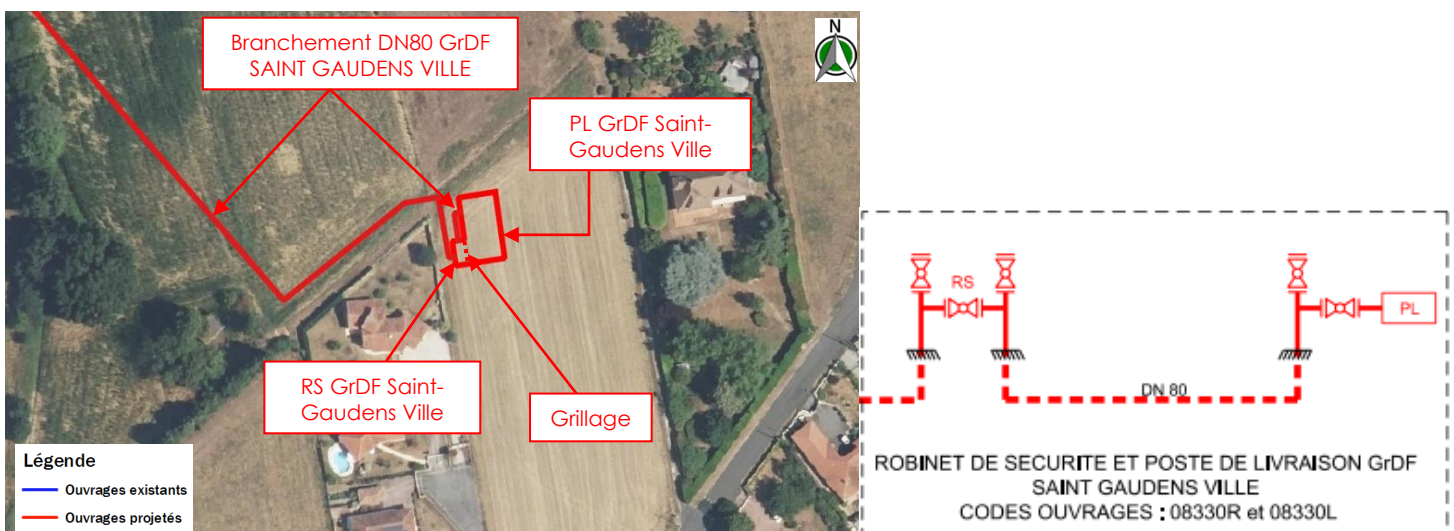 Branchement DN80 GrDF
SAINT GAUDENS VILLE
N
PL GrDF Saint-
Gaudens Ville
RS GrDF Saint-
Gaudens Ville
Grillage
Légende
Ouvrages existants
Ouvrages projetés
RS
PL
DN 80
ROBINET DE SECURITE ET POSTE DE LIVRAISON GrDF
SAINT GAUDENS VILLE
CODES OUVRAGES : 08330R et 08330L